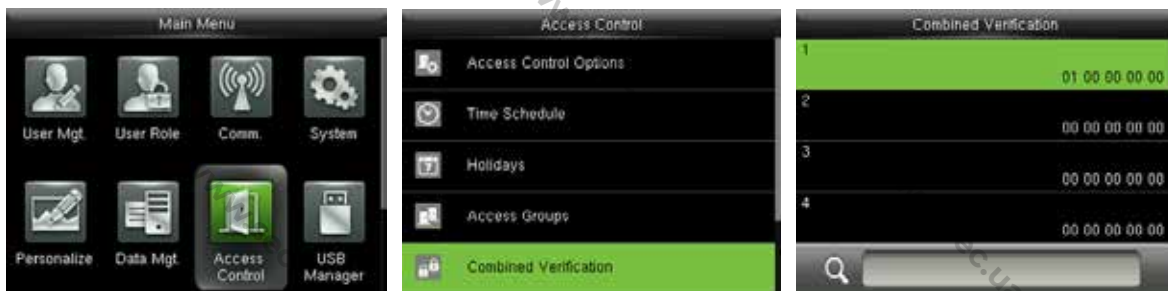 Main Menu
User Mgt.
User Role
Comm.
System
Personalize
Data Mgt.
Access Control
USB Manager
Access Control
Access Control Options
Time Schedule
Holidays
Access Groups
Combined Verification
Combined Verification
1
01 00 00 00 00
2
00 00 00 00 00
3
00 00 00 00 00
4
00 00 00 00 00